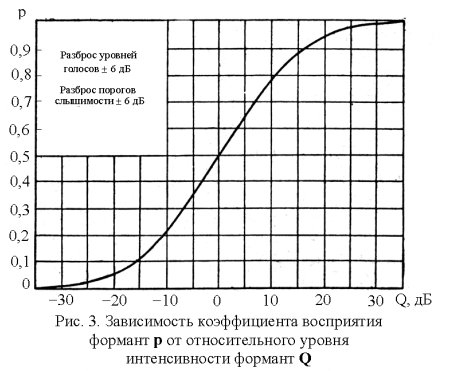 p
0,9
0,8
0,7
0,6
0,5
0,4
0,3
0,2
0,1
0
Разброс уровней
голосов ± 6 дБ
Разброс порогов
слышимости ± 6 дБ
−30 −20 −10 0 10 20 30 Q, дБ
Рис. 3. Зависимость коэффициента восприятия
формант p от относительного уровня
интенсивности формант Q